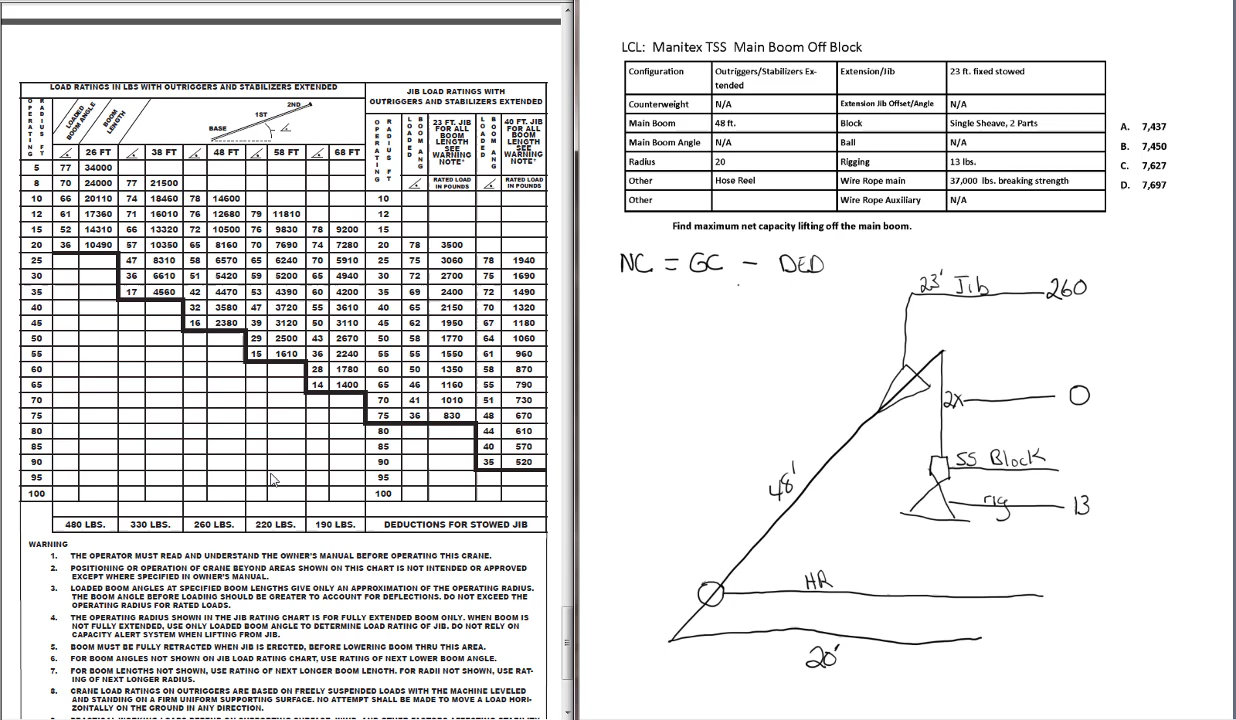 LOAD RATINGS IN LBS WITH OUTRIGGERS AND STABILIZERS EXTENDED
OPERATING
RADIUS FT
LOADED
BOOM ANGLE
BOOM
LENGTH
BASE
1ST
2ND
26 FT 38 FT 48 FT 58 FT 68 FT
5 77 34000
8 70 24000 77 21500
10 66 20110 74 18460 78 14600
12 61 17360 71 16010 76 12680 79 11810
15 52 14310 66 13320 72 10500 76 9830 78 9200
20 36 10490 57 10350 65 8160 70 7690 74 7280
25 47 8310 58 6570 65 6240 70 5910
30 36 6610 51 5420 59 5200 65 4940
35 17 4560 42 4470 53 4390 60 4200
40 32 3580 47 3720 55 3610
45 16 2380 39 3120 50 3110
50 29 2500 43 2670
55 15 1610 36 2240
60 28 1780
65 14 1400
70
75
80
85
90
95
100
480 LBS. 330 LBS. 260 LBS. 220 LBS. 190 LBS. DEDUCTIONS FOR STOWED JIB
JIB LOAD RATINGS WITH
OUTRIGGERS AND STABILIZERS EXTENDED
OPERATING
RADIUS FT
LOADED
BOOM ANG
23 FT. JIB
FOR ALL
BOOM
LENGTH
SEE
WARNING
NOTE*
LOADED
BOOM ANG
40 FT. JIB
FOR ALL
BOOM
LENGTH
SEE
WARNING
NOTE*
RATED LOAD
IN POUNDS
RATED LOAD
IN POUNDS
10
12
15
20 78 3500
25 75 3060 78 1940
30 72 2700 75 1690
35 69 2400 72 1490
40 65 2150 70 1320
45 62 1950 67 1180
50 58 1770 64 1060
55 55 1550 61 960
60 50 1350 58 870
65 46 1160 55 790
70 41 1010 51 730
75 36 830 48 670
80 44 610
85 40 570
90 35 520
95
100
WARNING
1. THE OPERATOR MUST READ AND UNDERSTAND THE OWNER'S MANUAL BEFORE OPERATING THIS CRANE.
2. POSITIONING OR OPERATION OF CRANE BEYOND AREAS SHOWN ON THIS CHART IS NOT INTENDED OR APPROVED
EXCEPT WHERE SPECIFIED IN OWNER'S MANUAL.
3. LOADED BOOM ANGLES AT SPECIFIED BOOM LENGTHS GIVE ONLY AN APPROXIMATION OF THE OPERATING RADIUS.
THE BOOM ANGLE BEFORE LOADING SHOULD BE GREATER TO ACCOUNT FOR DEFLECTIONS. DO NOT EXCEED THE
OPERATING RADIUS FOR RATED LOADS.
4. THE OPERATING RADIUS SHOWN IN THE JIB RATING CHART IS FOR FULLY EXTENDED BOOM ONLY. WHEN BOOM IS
NOT FULLY EXTENDED, USE ONLY LOADED BOOM ANGLE TO DETERMINE LOAD RATING OF JIB. DO NOT RELY ON
CAPACITY ALERT SYSTEM WHEN LIFTING FROM JIB.
5. BOOM MUST BE FULLY RETRACTED WHEN JIB IS ERECTED, BEFORE LOWERING BOOM THRU THIS AREA.
6. FOR BOOM ANGLES NOT SHOWN ON JIB LOAD RATING CHART, USE RATING OF NEXT LOWER BOOM ANGLE.
7. FOR BOOM LENGTHS NOT SHOWN, USE RATING OF NEXT LONGER BOOM LENGTH. FOR RADII NOT SHOWN, USE RAT-
ING OF NEXT LONGER RADIUS.
8. CRANE LOAD RATINGS ON OUTRIGGERS ARE BASED ON FREELY SUSPENDED LOADS WITH THE MACHINE LEVELED
AND STANDING ON A FIRM UNIFORM SUPPORTING SURFACE. NO ATTEMPT SHALL BE MADE TO MOVE A LOAD HORI-
ZONTALLY ON THE GROUND IN ANY DIRECTION.
LCL: Manitex TSS Main Boom Off Block
Configuration Outriggers/Stabilizers Ex-
tended Extension/Jib 23 ft. fixed stowed
Counterweight N/A Extension Jib Offset/Angle N/A
Main Boom 48 ft. Block Single Sheave, 2 Parts
Main Boom Angle N/A Ball N/A
Radius 20 Rigging 13 lbs.
Other Hose Reel Wire Rope main 37,000 lbs. breaking strength
Other Wire Rope Auxiliary N/A
A. 7,437
B. 7,450
C. 7,627
D. 7,697
Find maximum net capacity lifting off the main boom.
NC = GC - DED
23' Jib 260
2x 0
SS Block
rig 13
48'
HR
20'